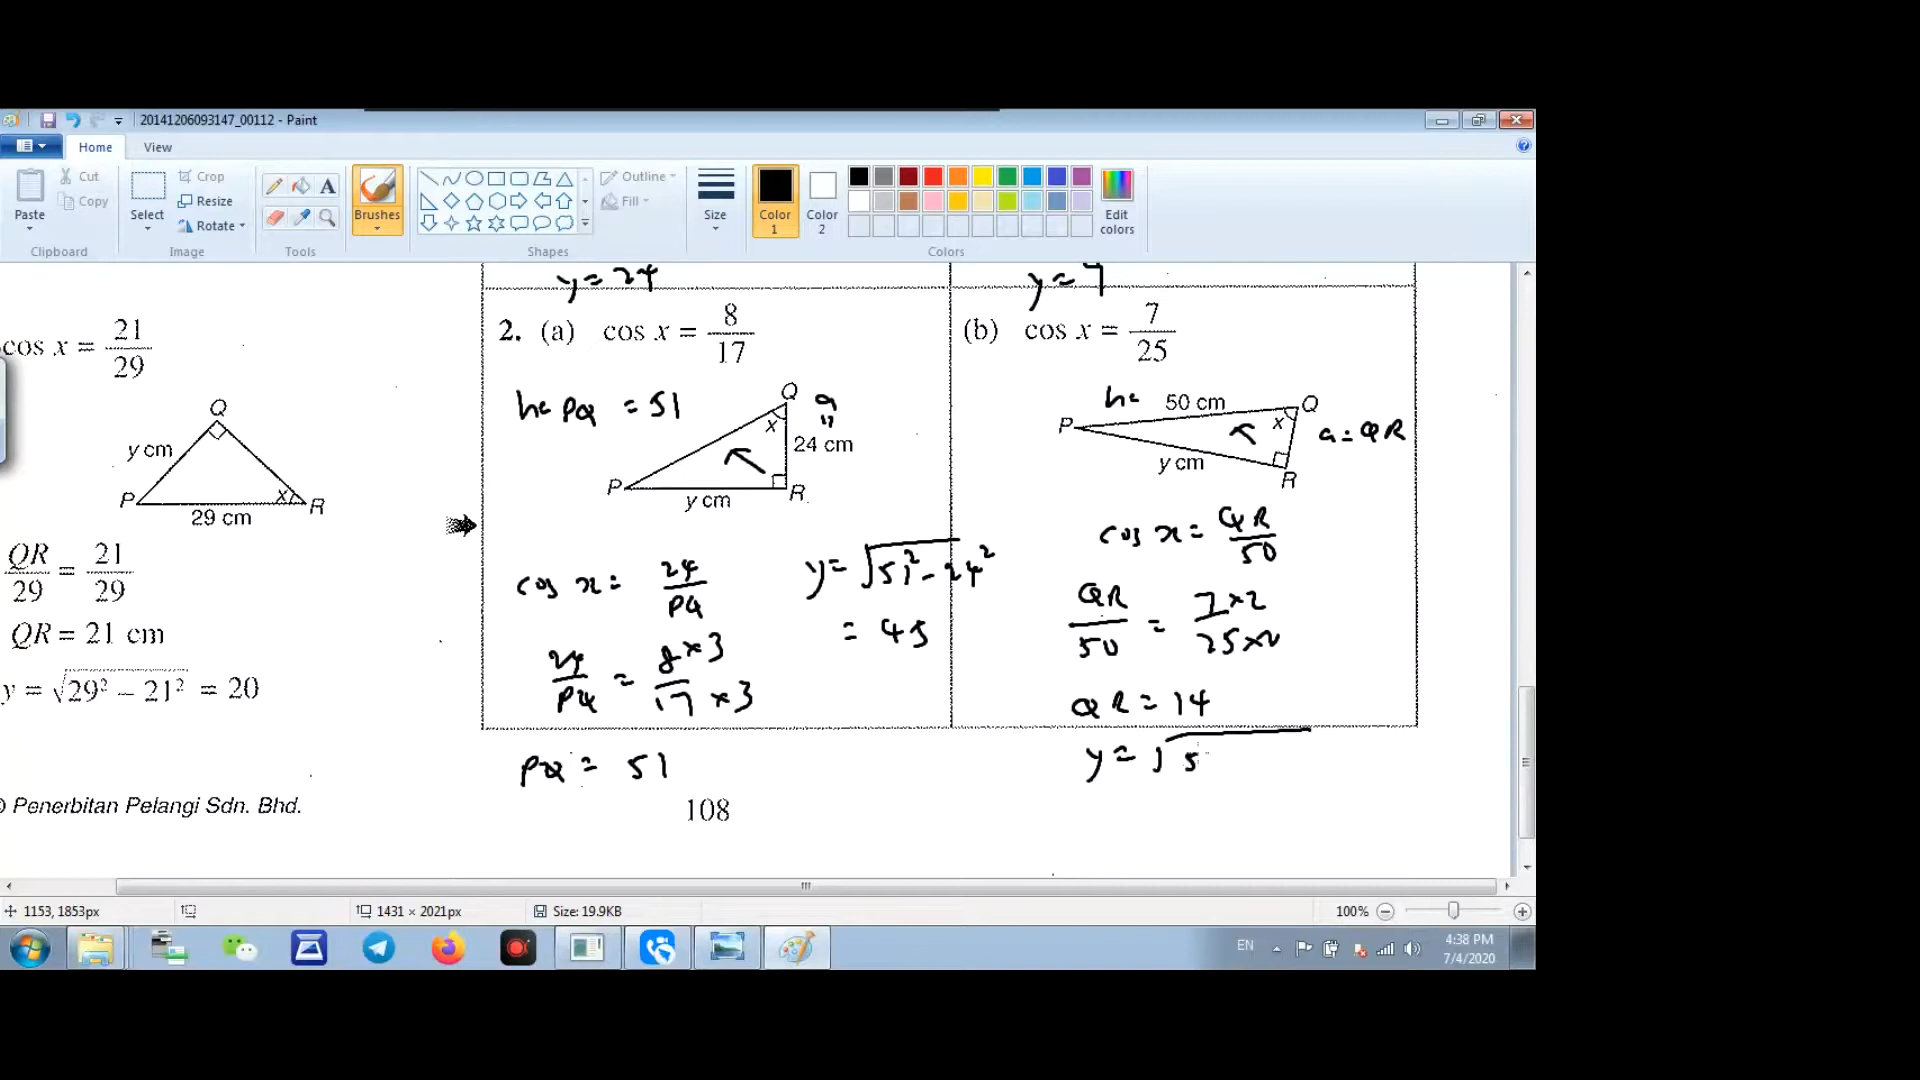 20141206093147_00112 - Paint
Home View
Paste
Cut
Copy
Clipboard
Select
Crop
Resize
Rotate
Image
A
Tools
Brushes
Outline
Fill
Shapes
Size
Color 1
Color 2
Edit colors
Colors
y = 24
y = 7
cos x = 21/29
Q
y cm
P
x
R
29 cm
QR/29 = 21/29
QR = 21 cm
y = √29² – 21² = 20
© Penerbitan Pelangi Sdn. Bhd.
2. (a) cos x = 8/17
PQ = 51
Q
a
=
x
24 cm
P
y cm
R
cos x = 24/PQ
y = √51² - 24²
= 45
24/PQ = 8×3/17×3
PQ = 51
108
(b) cos x = 7/25
50 cm
P
Q
x
a = QR
y cm
R
cos x = QR/50
QR/50 = 7×2/25×2
QR = 14
y = √5
1153, 1853px
1431 × 2021px
Size: 19.9KB
100%
EN
4:38 PM
7/4/2020